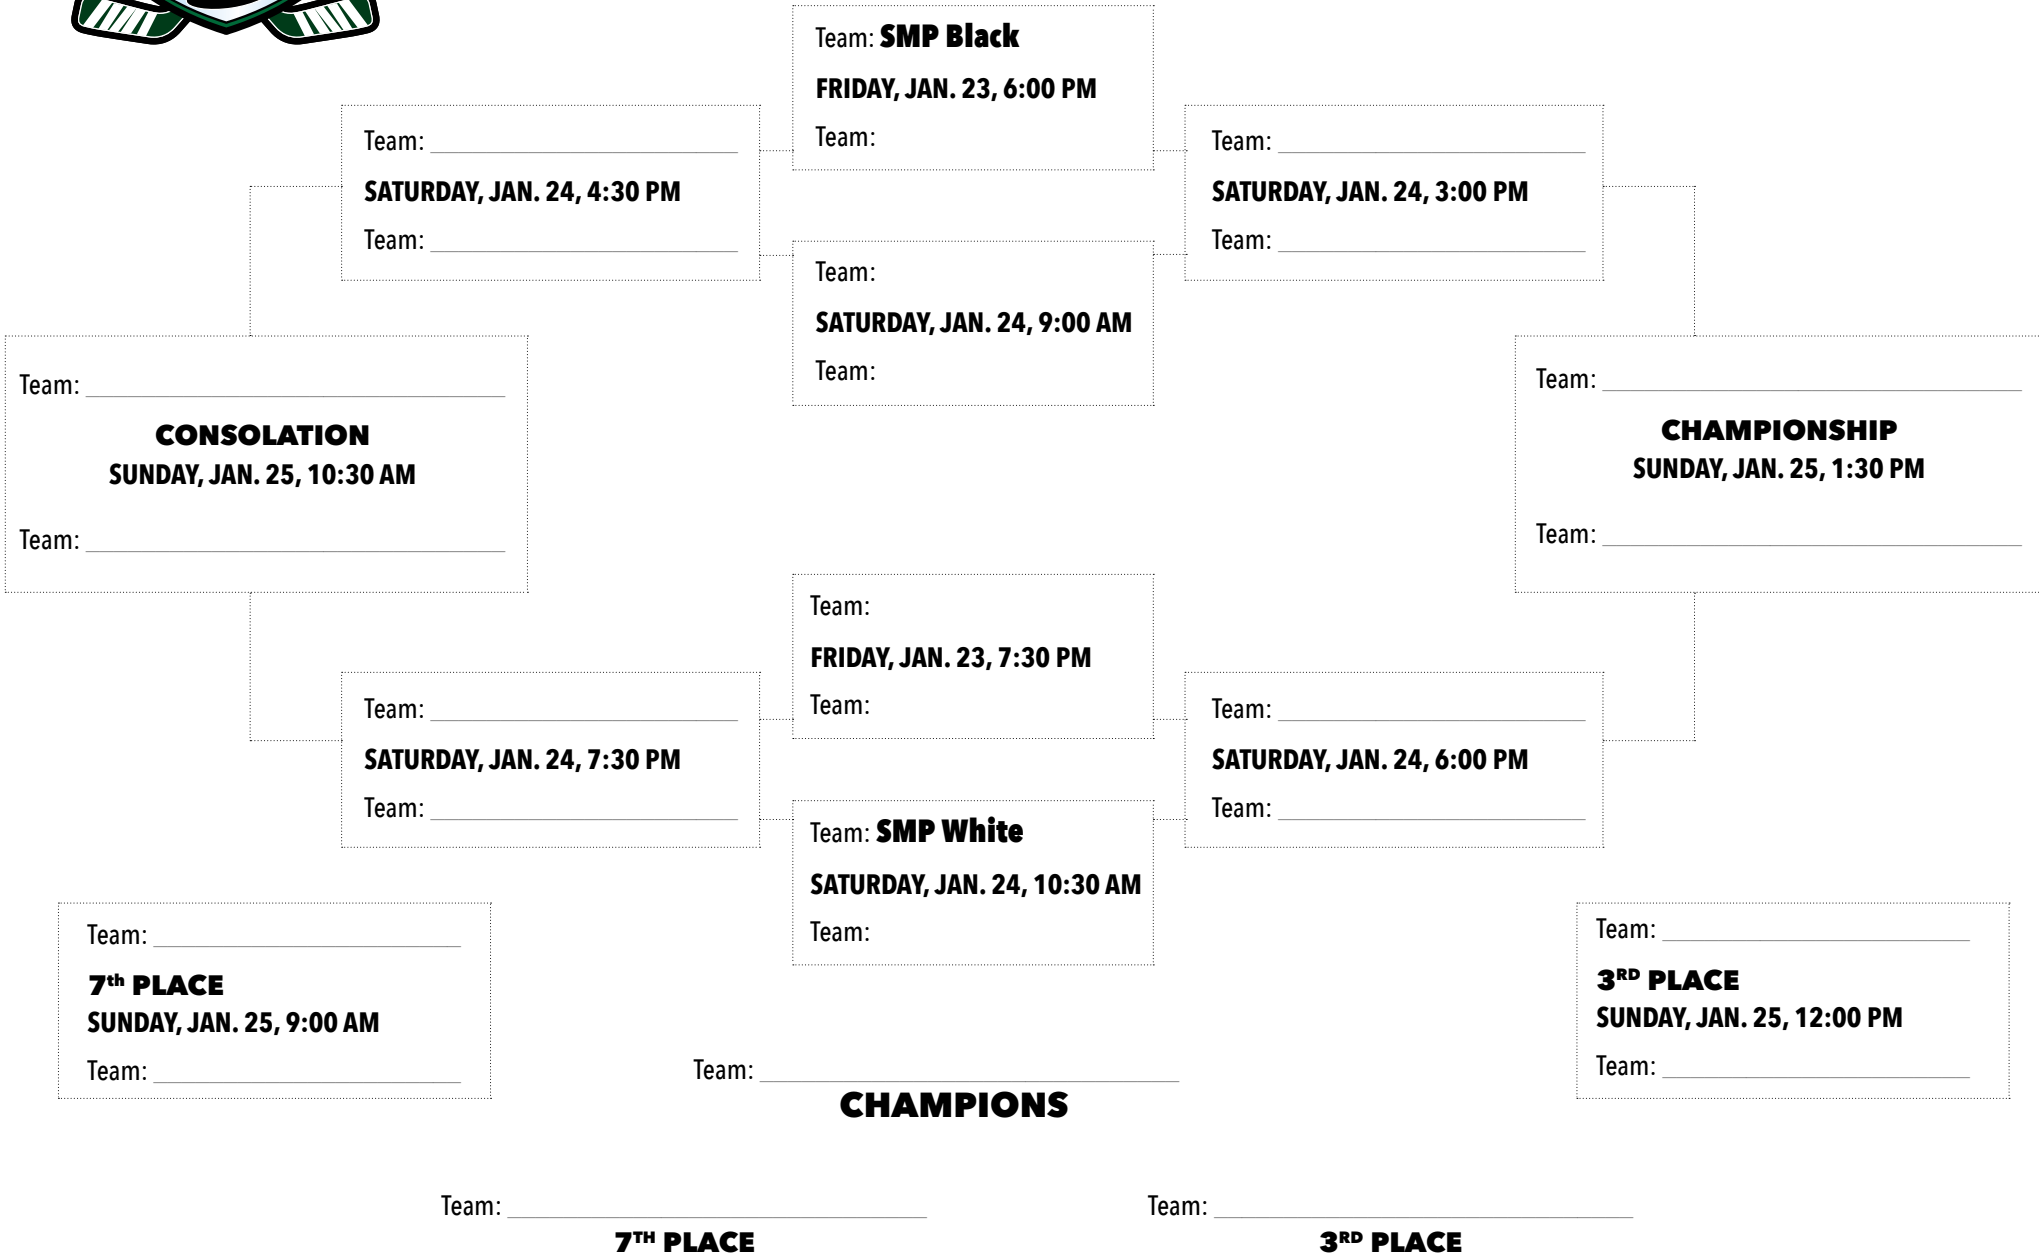 Team: SMP Black
FRIDAY, JAN. 23, 6:00 PM
Team:
Team:
SATURDAY, JAN. 24, 4:30 PM
Team:
Team:
SATURDAY, JAN. 24, 3:00 PM
Team:
Team:
SATURDAY, JAN. 24, 9:00 AM
Team:
Team:
CONSOLATION
SUNDAY, JAN. 25, 10:30 AM
Team:
Team:
CHAMPIONSHIP
SUNDAY, JAN. 25, 1:30 PM
Team:
Team:
FRIDAY, JAN. 23, 7:30 PM
Team:
Team:
SATURDAY, JAN. 24, 7:30 PM
Team:
Team:
SATURDAY, JAN. 24, 6:00 PM
Team:
Team: SMP White
SATURDAY, JAN. 24, 10:30 AM
Team:
Team:
7th PLACE
SUNDAY, JAN. 25, 9:00 AM
Team:
Team:
3RD PLACE
SUNDAY, JAN. 25, 12:00 PM
Team:
Team:
CHAMPIONS
Team:
7TH PLACE
Team:
3RD PLACE